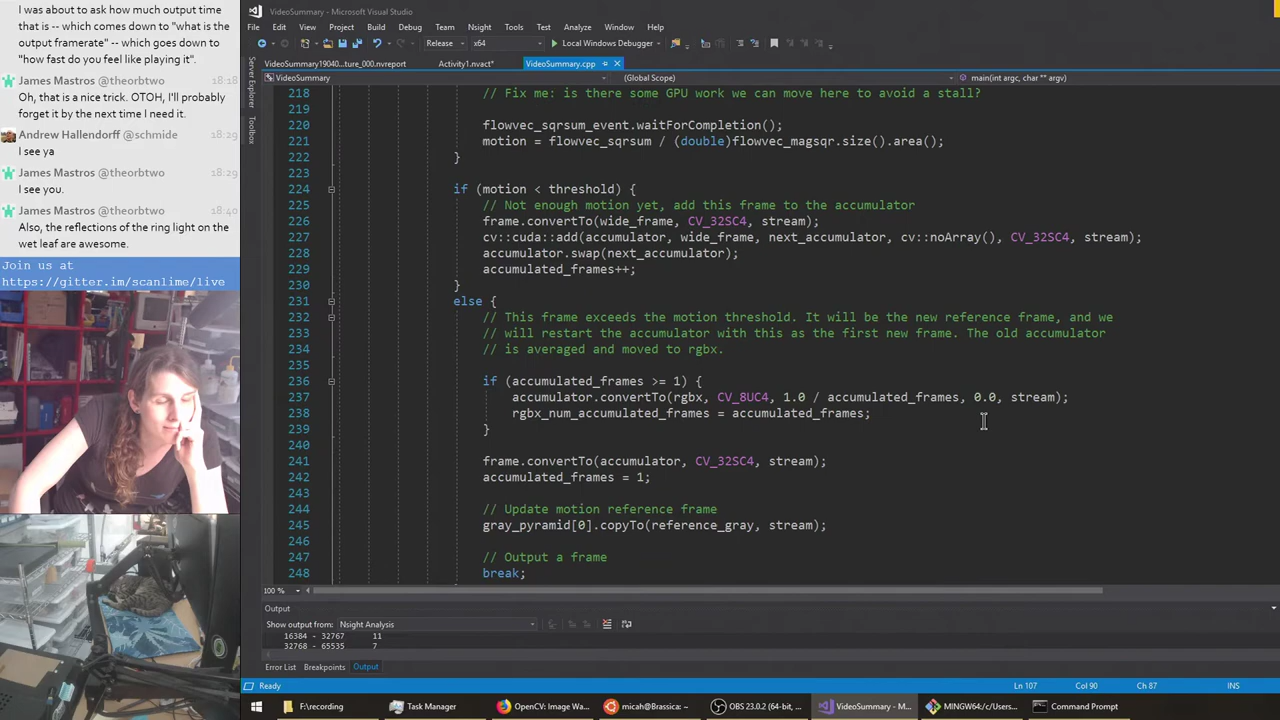 I was about to ask how much output time
that is -- which comes down to "what is the
output framerate" -- which goes down to
"how fast do you feel like playing it".
James Mastros @theorbtwo 18:18
Oh, that is a nice trick. OTOH, I'll probably
forget it by the next time I need it.
Andrew Hallendorff @schmide 18:29
I see ya
James Mastros @theorbtwo 18:29
I see you.
James Mastros @theorbtwo 18:40
Also, the reflections of the ring light on the
wet leaf are awesome.
Join us at
https://gitter.im/scanlime/live
VideoSummary - Microsoft Visual Studio
File Edit View Project Build Debug Team Nsight Tools Test Analyze Window Help
Release x64 Local Windows Debugger
VideoSummary19040...ture_000.nvreport Activity1.nvact* VideoSummary.cpp
VideoSummary (Global Scope) main(int argc, char ** argv)
Server Explorer
Toolbox
218 // Fix me: is there some GPU work we can move here to avoid a stall?
219
220 flowvec_sqrsum_event.waitForCompletion();
221 motion = flowvec_sqrsum / (double)flowvec_magsqr.size().area();
222 }
223
224 if (motion < threshold) {
225 // Not enough motion yet, add this frame to the accumulator
226 frame.convertTo(wide_frame, CV_32SC4, stream);
227 cv::cuda::add(accumulator, wide_frame, next_accumulator, cv::noArray(), CV_32SC4, stream);
228 accumulator.swap(next_accumulator);
229 accumulated_frames++;
230 }
231 else {
232 // This frame exceeds the motion threshold. It will be the new reference frame, and we
233 // will restart the accumulator with this as the first new frame. The old accumulator
234 // is averaged and moved to rgbx.
235
236 if (accumulated_frames >= 1) {
237 accumulator.convertTo(rgbx, CV_8UC4, 1.0 / accumulated_frames, 0.0, stream);
238 rgbx_num_accumulated_frames = accumulated_frames;
239 }
240
241 frame.convertTo(accumulator, CV_32SC4, stream);
242 accumulated_frames = 1;
243
244 // Update motion reference frame
245 gray_pyramid[0].copyTo(reference_gray, stream);
246
247 // Output a frame
248 break;
100 %
Output
Show output from: Nsight Analysis
16384 - 32767 11
32768 - 65535 7
Error List Breakpoints Output
Ready Ln 107 Col 90 Ch 87 INS
F:\recording Task Manager OpenCV: Image Wa... micah@Brassica: ~ OBS 23.0.2 (64-bit, ... VideoSummary - M... MINGW64:/c/Users... Command Prompt